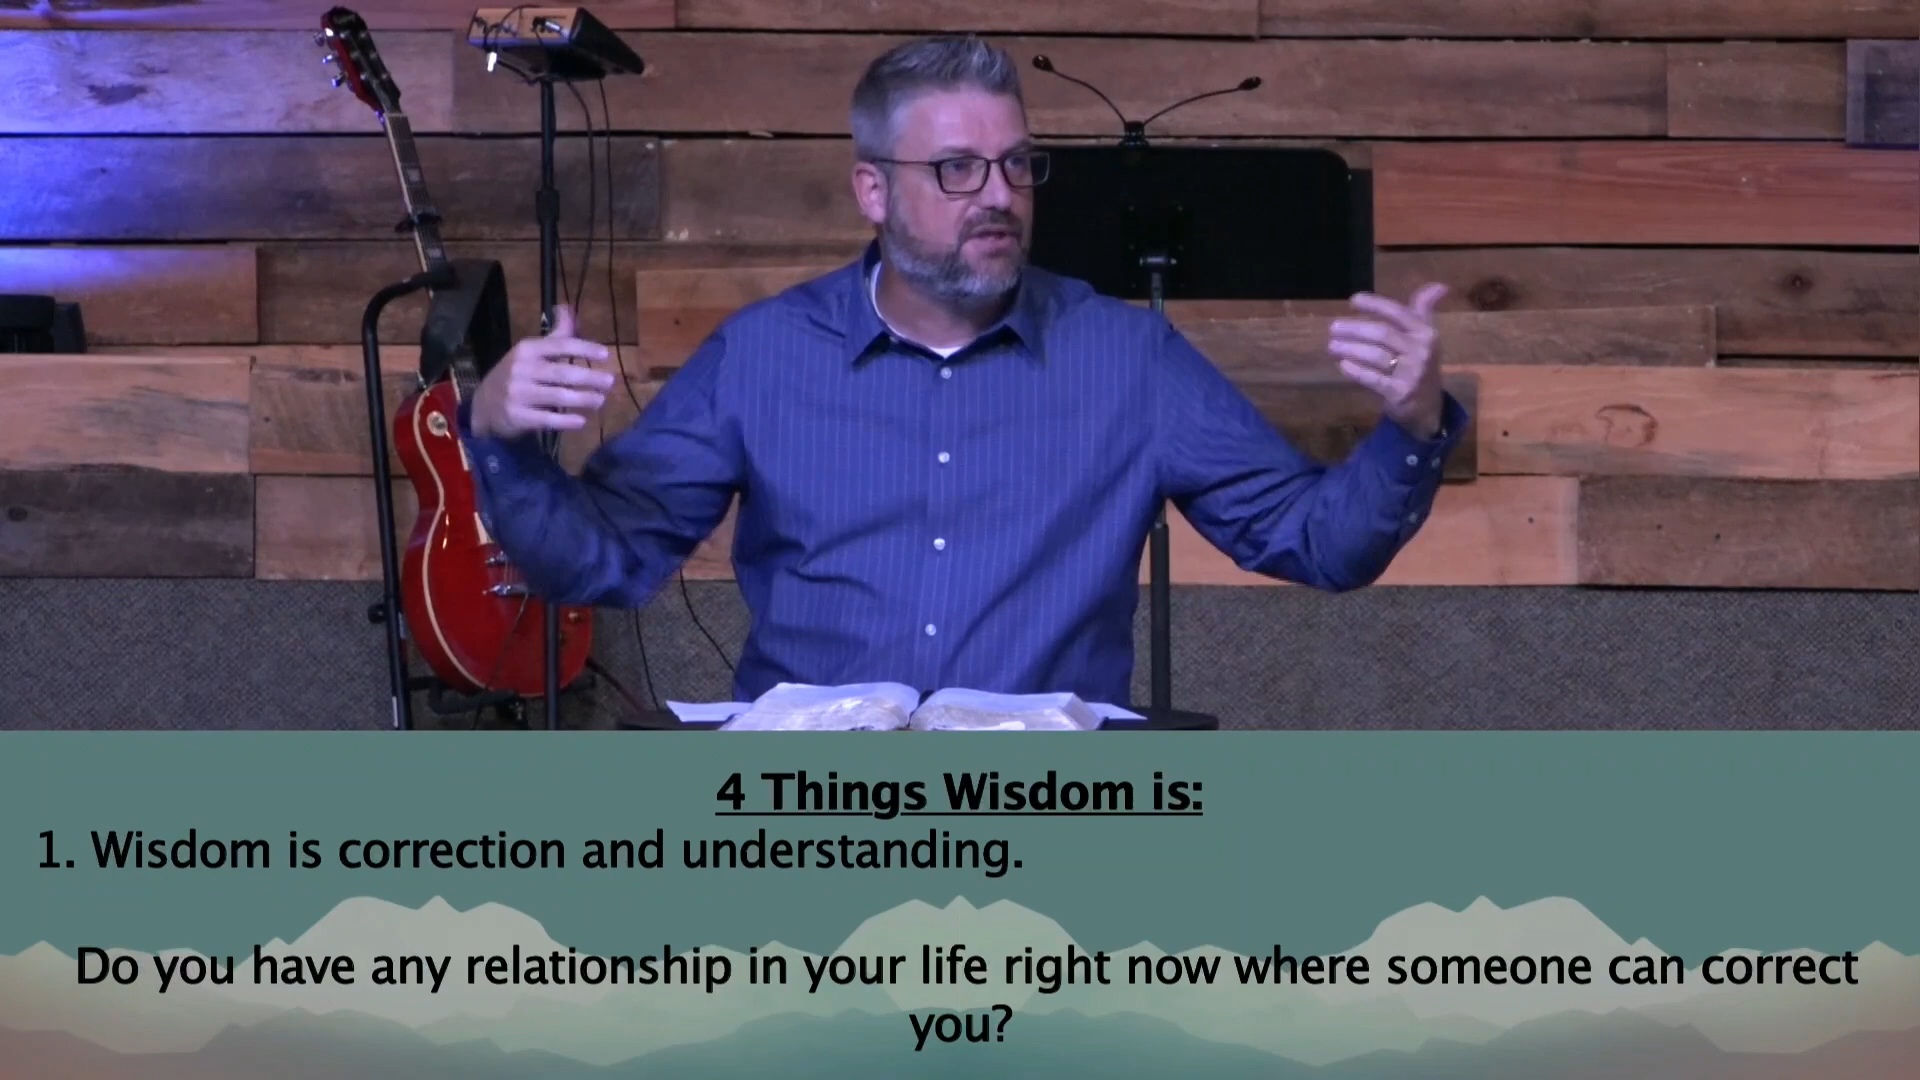 4 Things Wisdom is:
1. Wisdom is correction and understanding.
Do you have any relationship in your life right now where someone can correct
you?